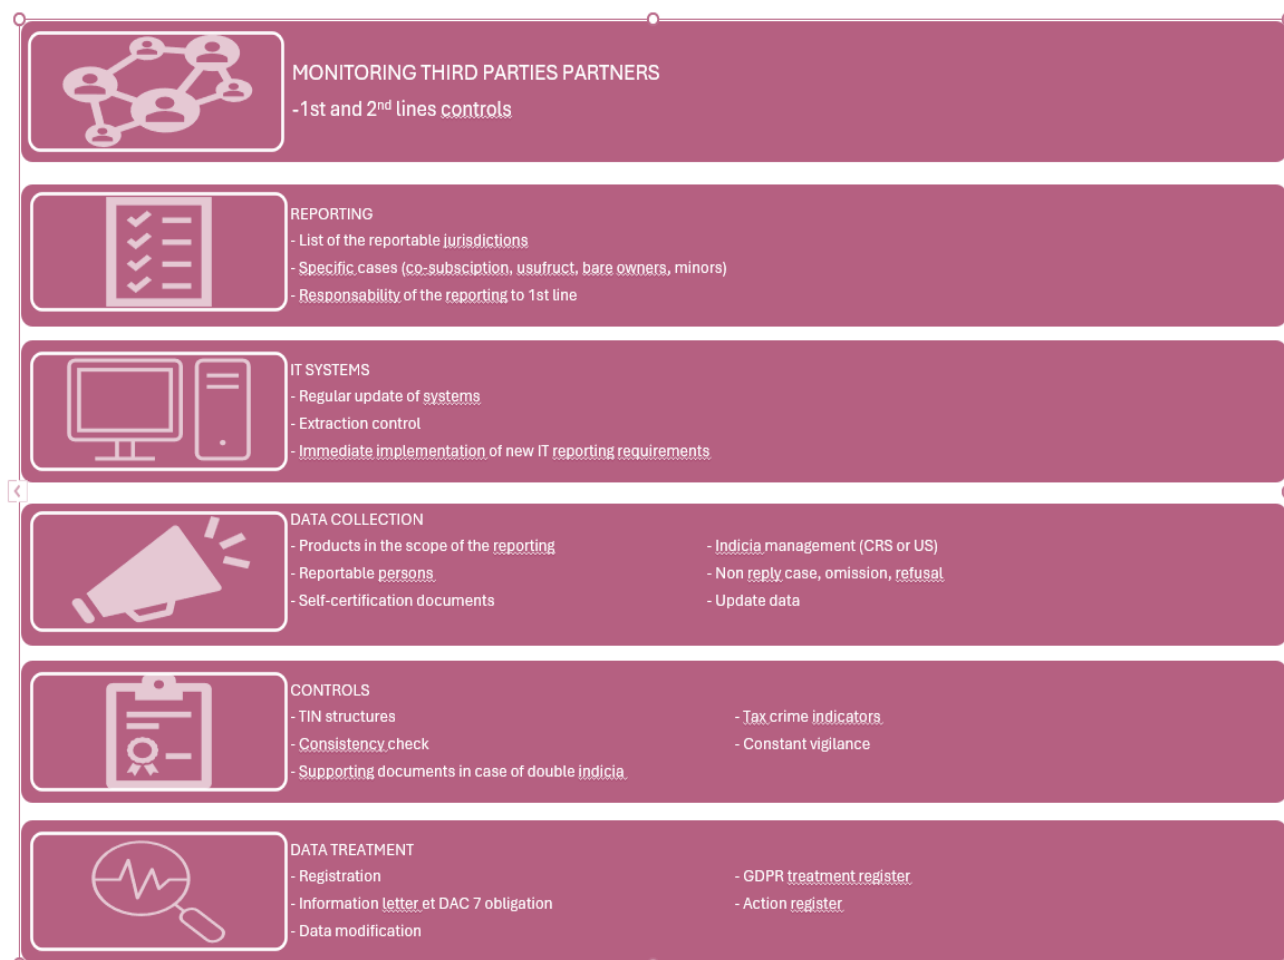 MONITORING THIRD PARTIES PARTNERS
-1st and 2nd lines controls
REPORTING
- List of the reportable jurisdictions
- Specific cases (co-subsciption, usufruct, bare owners, minors)
- Responsability of the reporting to 1st line
IT SYSTEMS
- Regular update of systems
- Extraction control
- Immediate implementation of new IT reporting requirements
DATA COLLECTION
- Products in the scope of the reporting
- Reportable persons
- Self-certification documents
- Indicia management (CRS or US)
- Non reply case, omission, refusal
- Update data
CONTROLS
- TIN structures
- Consistency check
- Supporting documents in case of double indicia
- Tax crime indicators
- Constant vigilance
DATA TREATMENT
- Registration
- Information letter et DAC 7 obligation
- Data modification
- GDPR treatment register
- Action register